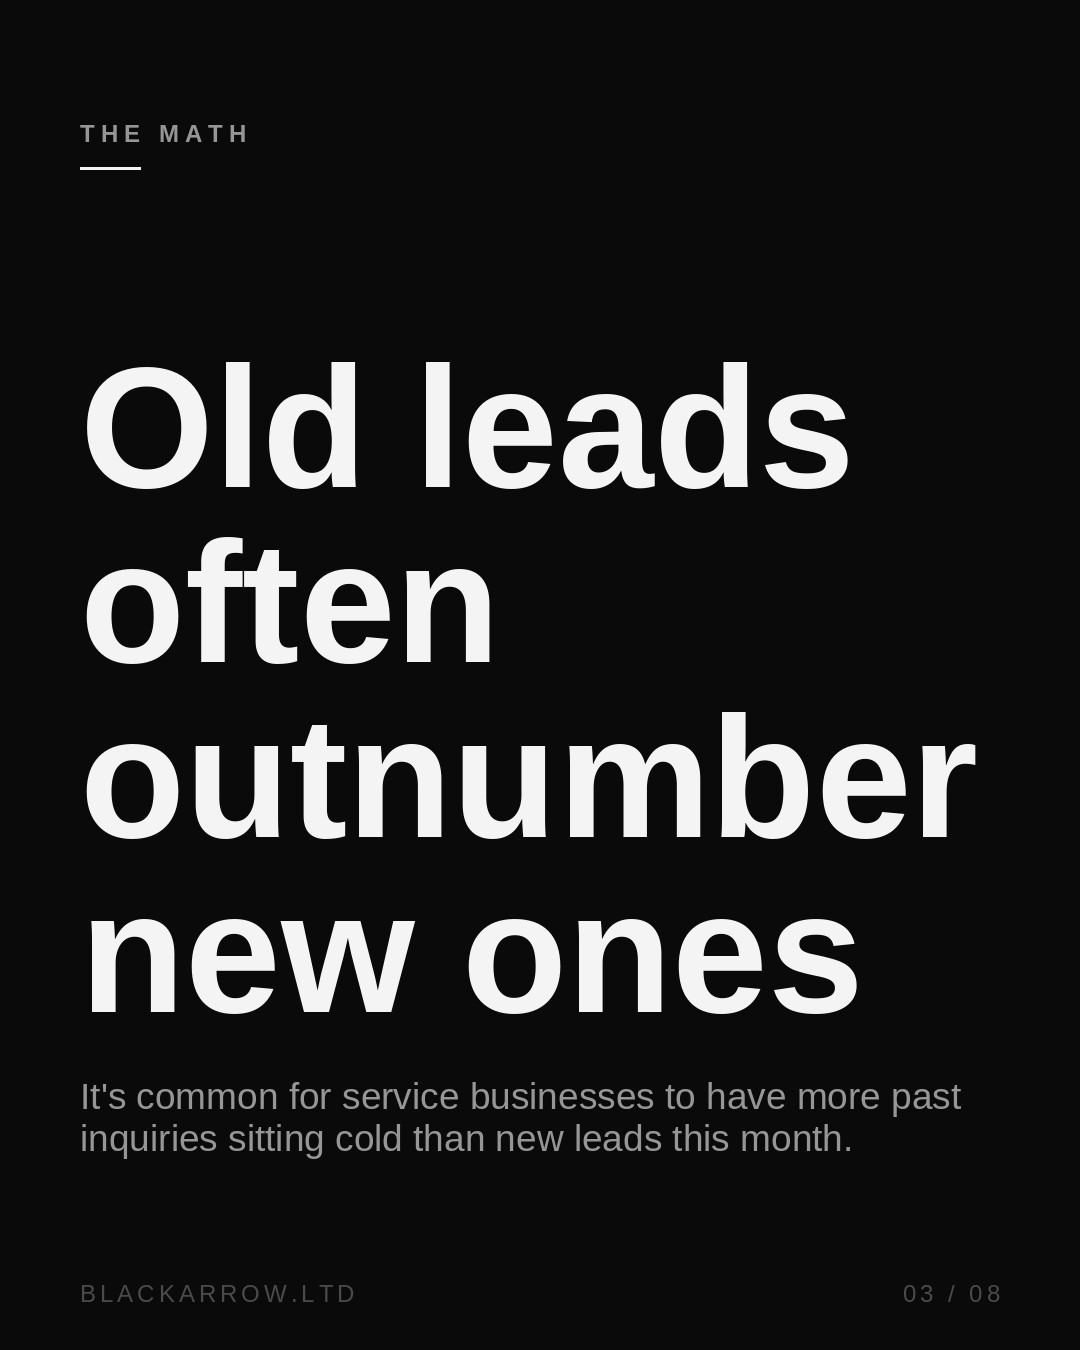 THE MATH
Old leads
often
outnumber
new ones
It's common for service businesses to have more past
inquiries sitting cold than new leads this month.
BLACKARROW.LTD
03 / 08